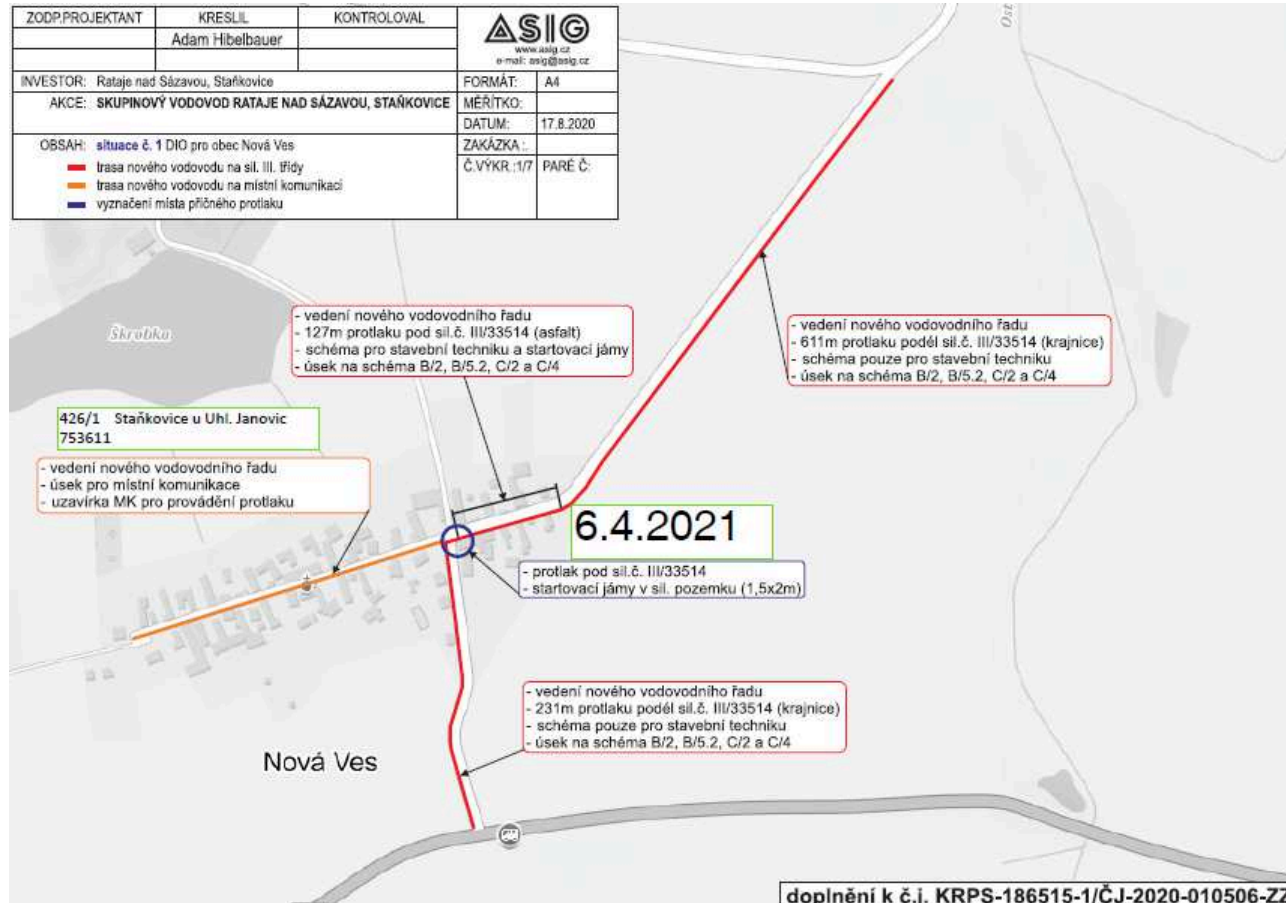 ZODP.PROJEKTANT KRESLIL KONTROLOVAL
Adam Hibelbauer
ASIG
www.asig.cz
e-mail: asig@asig.cz
INVESTOR: Rataje nad Sázavou, Staňkovice
FORMÁT: A4
AKCE: SKUPINOVÝ VODOVOD RATAJE NAD SÁZAVOU, STAŇKOVICE
MĚŘÍTKO:
DATUM: 17.8.2020
OBSAH: situace č. 1 DIO pro obec Nová Ves
ZAKÁZKA :
trasa nového vodovodu na sil. III. třídy
Č.VÝKR.:1/7 PARÉ Č:
trasa nového vodovodu na místní komunikaci
vyznačení místa příčného protlaku
Ost
Škrobka
- vedení nového vodovodního řadu
- 127m protlaku pod sil.č. III/33514 (asfalt)
- schéma pro stavební techniku a startovací jámy
- úsek na schéma B/2, B/5.2, C/2 a C/4
- vedení nového vodovodního řadu
- 611m protlaku podél sil.č. III/33514 (krajnice)
- schéma pouze pro stavební techniku
- úsek na schéma B/2, B/5.2, C/2 a C/4
426/1 Staňkovice u Uhl. Janovic
753611
- vedení nového vodovodního řadu
- úsek pro místní komunikace
- uzavírka MK pro provádění protlaku
6.4.2021
- protlak pod sil.č. III/33514
- startovací jámy v sil. pozemku (1,5x2m)
- vedení nového vodovodního řadu
- 231m protlaku podél sil.č. III/33514 (krajnice)
- schéma pouze pro stavební techniku
- úsek na schéma B/2, B/5.2, C/2 a C/4
Nová Ves
doplnění k č.j. KRPS-186515-1/ČJ-2020-010506-ZZ